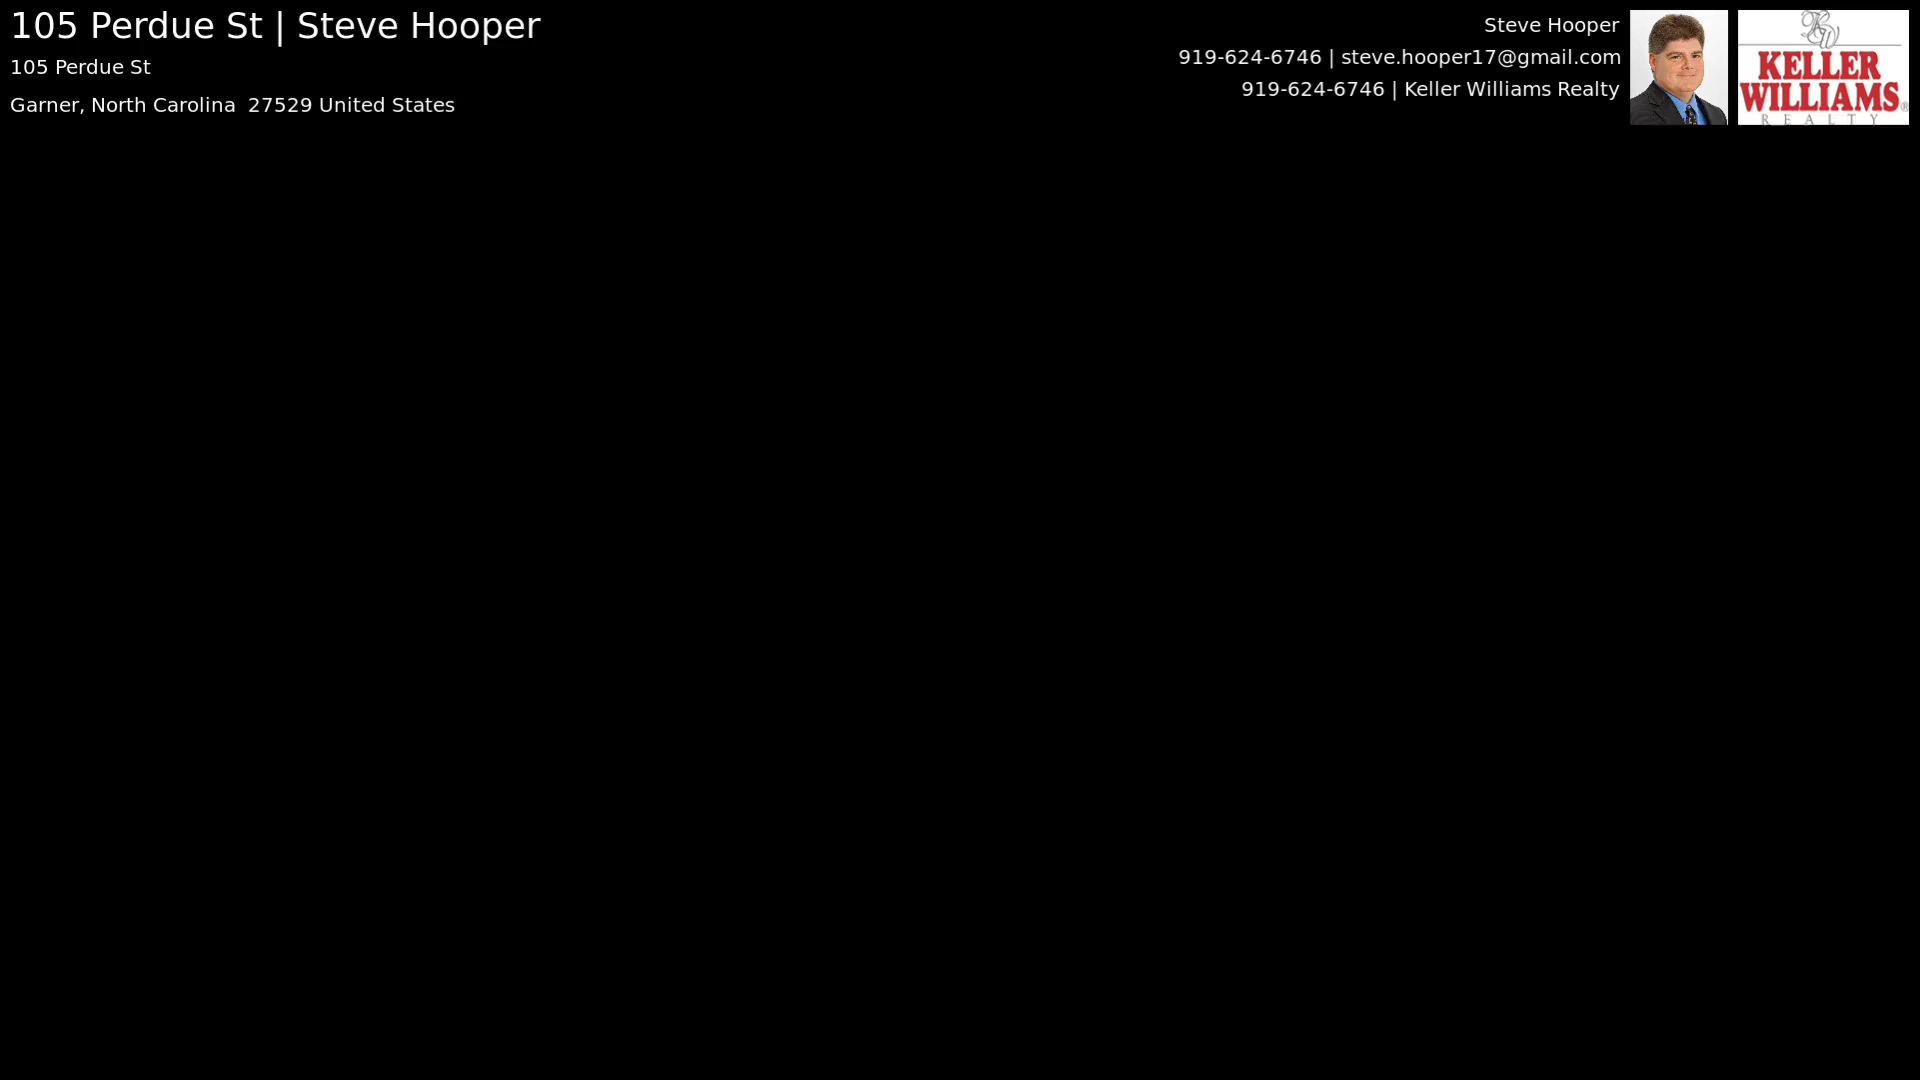 105 Perdue St | Steve Hooper
105 Perdue St
Garner, North Carolina  27529 United States
Steve Hooper
919-624-6746 | steve.hooper17@gmail.com
919-624-6746 | Keller Williams Realty
KW
KELLER
WILLIAMS®
REALTY